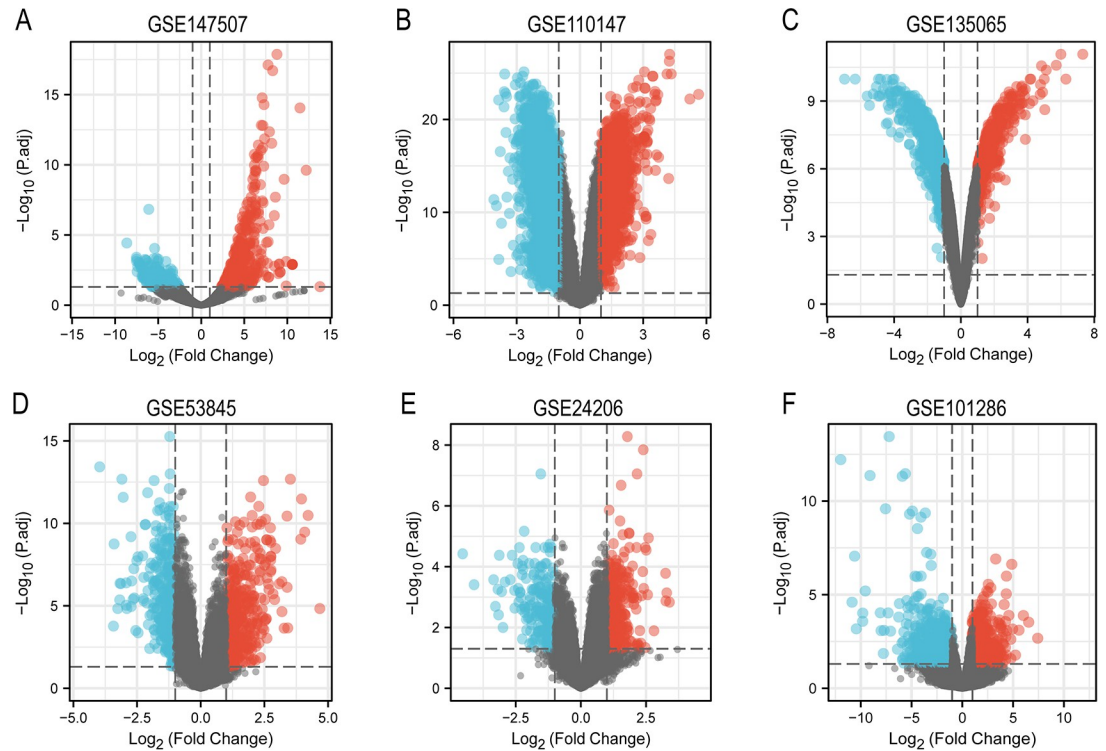 A
GSE147507
−Log10 (P.adj)
15
10
5
0
−15 −10 −5 0 5 10 15
Log2 (Fold Change)
B
GSE110147
−Log10 (P.adj)
20
10
0
−6 −3 0 3 6
Log2 (Fold Change)
C
GSE135065
−Log10 (P.adj)
9
6
3
0
−8 −4 0 4 8
Log2 (Fold Change)
D
GSE53845
−Log10 (P.adj)
15
10
5
0
−5.0 −2.5 0.0 2.5 5.0
Log2 (Fold Change)
E
GSE24206
−Log10 (P.adj)
8
6
4
2
0
−2.5 0.0 2.5
Log2 (Fold Change)
F
GSE101286
−Log10 (P.adj)
10
5
0
−10 −5 0 5 10
Log2 (Fold Change)